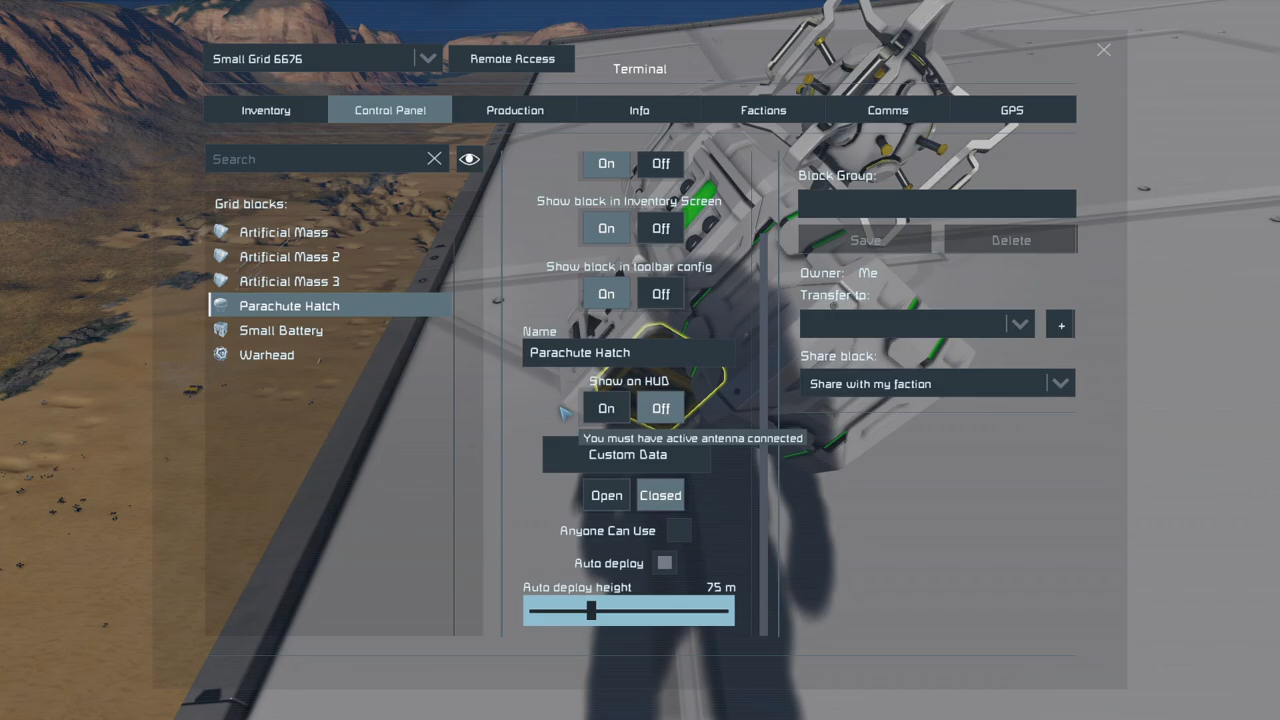 Small Grid 6676
Remote Access
Terminal
Inventory
Control Panel
Production
Info
Factions
Comms
GPS
Search
Grid blocks:
Artificial Mass
Artificial Mass 2
Artificial Mass 3
Parachute Hatch
Small Battery
Warhead
On Off
Show block in Inventory Screen
On Off
Show block in toolbar config
On Off
Name
Parachute Hatch
Show on HUD
On Off
You must have active antenna connected
Custom Data
Open Closed
Anyone Can Use
Auto deploy
Auto deploy height 75 m
Block Group:
Save Delete
Owner: Me
Transfer to:
+
Share block:
Share with my faction